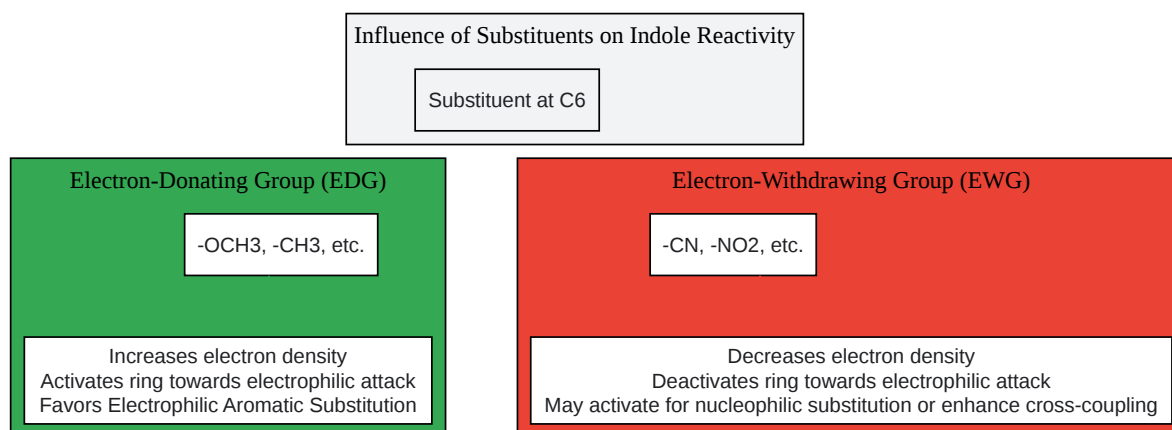 Influence of Substituents on Indole Reactivity
Substituent at C6
Electron-Donating Group (EDG)
-OCH3, -CH3, etc.
Increases electron density
Activates ring towards electrophilic attack
Favors Electrophilic Aromatic Substitution
Electron-Withdrawing Group (EWG)
-CN, -NO2, etc.
Decreases electron density
Deactivates ring towards electrophilic attack
May activate for nucleophilic substitution or enhance cross-coupling